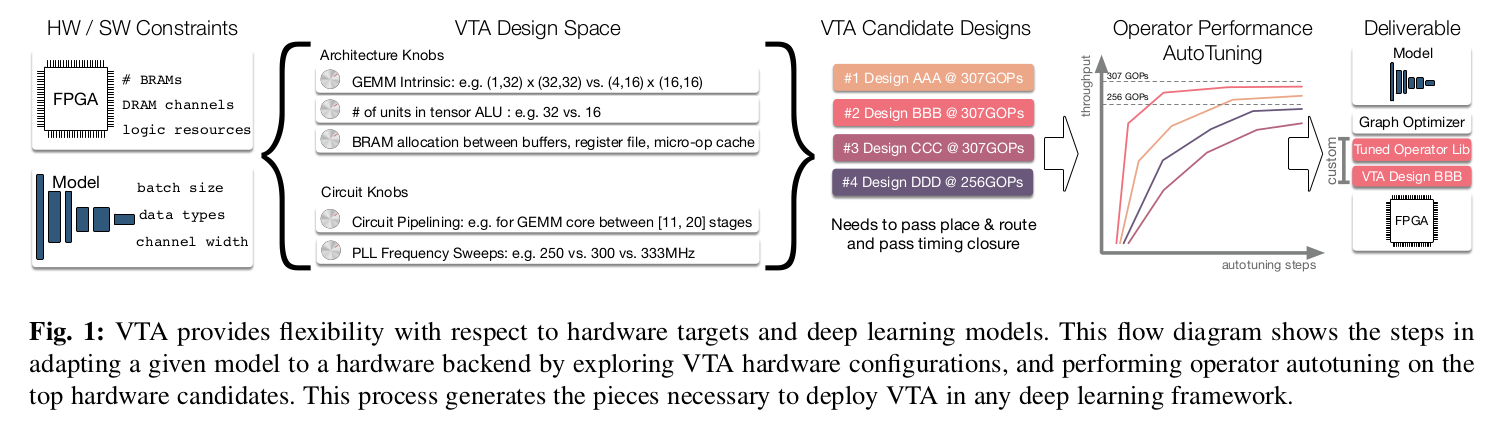 HW / SW Constraints
FPGA
# BRAMs
DRAM channels
logic resources
Model
batch size
data types
channel width
VTA Design Space
Architecture Knobs
GEMM Intrinsic: e.g. (1,32) x (32,32) vs. (4,16) x (16,16)
# of units in tensor ALU : e.g. 32 vs. 16
BRAM allocation between buffers, register file, micro-op cache
Circuit Knobs
Circuit Pipelining: e.g. for GEMM core between [11, 20] stages
PLL Frequency Sweeps: e.g. 250 vs. 300 vs. 333MHz
VTA Candidate Designs
#1 Design AAA @ 307GOPs
#2 Design BBB @ 307GOPs
#3 Design CCC @ 307GOPs
#4 Design DDD @ 256GOPs
Needs to pass place & route
and pass timing closure
Operator Performance
AutoTuning
throughput
307 GOPs
256 GOPs
autotuning steps
Deliverable
Model
Graph Optimizer
custom
Tuned Operator Lib
VTA Design BBB
FPGA
Fig. 1: VTA provides flexibility with respect to hardware targets and deep learning models. This flow diagram shows the steps in
adapting a given model to a hardware backend by exploring VTA hardware configurations, and performing operator autotuning on the
top hardware candidates. This process generates the pieces necessary to deploy VTA in any deep learning framework.